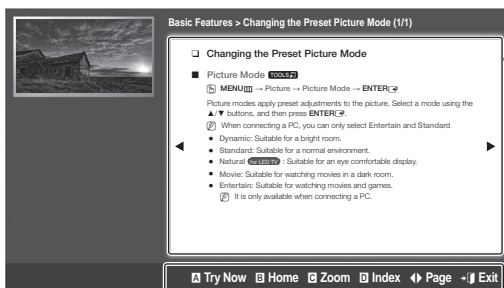 Basic Features > Changing the Preset Picture Mode (1/1)
❑ Changing the Preset Picture Mode
■ Picture Mode TOOLS
MENU → Picture → Picture Mode → ENTER
Picture modes apply preset adjustments to the picture. Select a mode using the
▲/▼ buttons, and then press ENTER.
When connecting a PC, you can only select Entertain and Standard
• Dynamic: Suitable for a bright room.
• Standard: Suitable for a normal environment.
• Natural for LED TV : Suitable for an eye comfortable display.
• Movie: Suitable for watching movies in a dark room.
• Entertain: Suitable for watching movies and games.
It is only available when connecting a PC.
◀ ▶
A Try Now B Home C Zoom D Index ◀▶ Page Exit